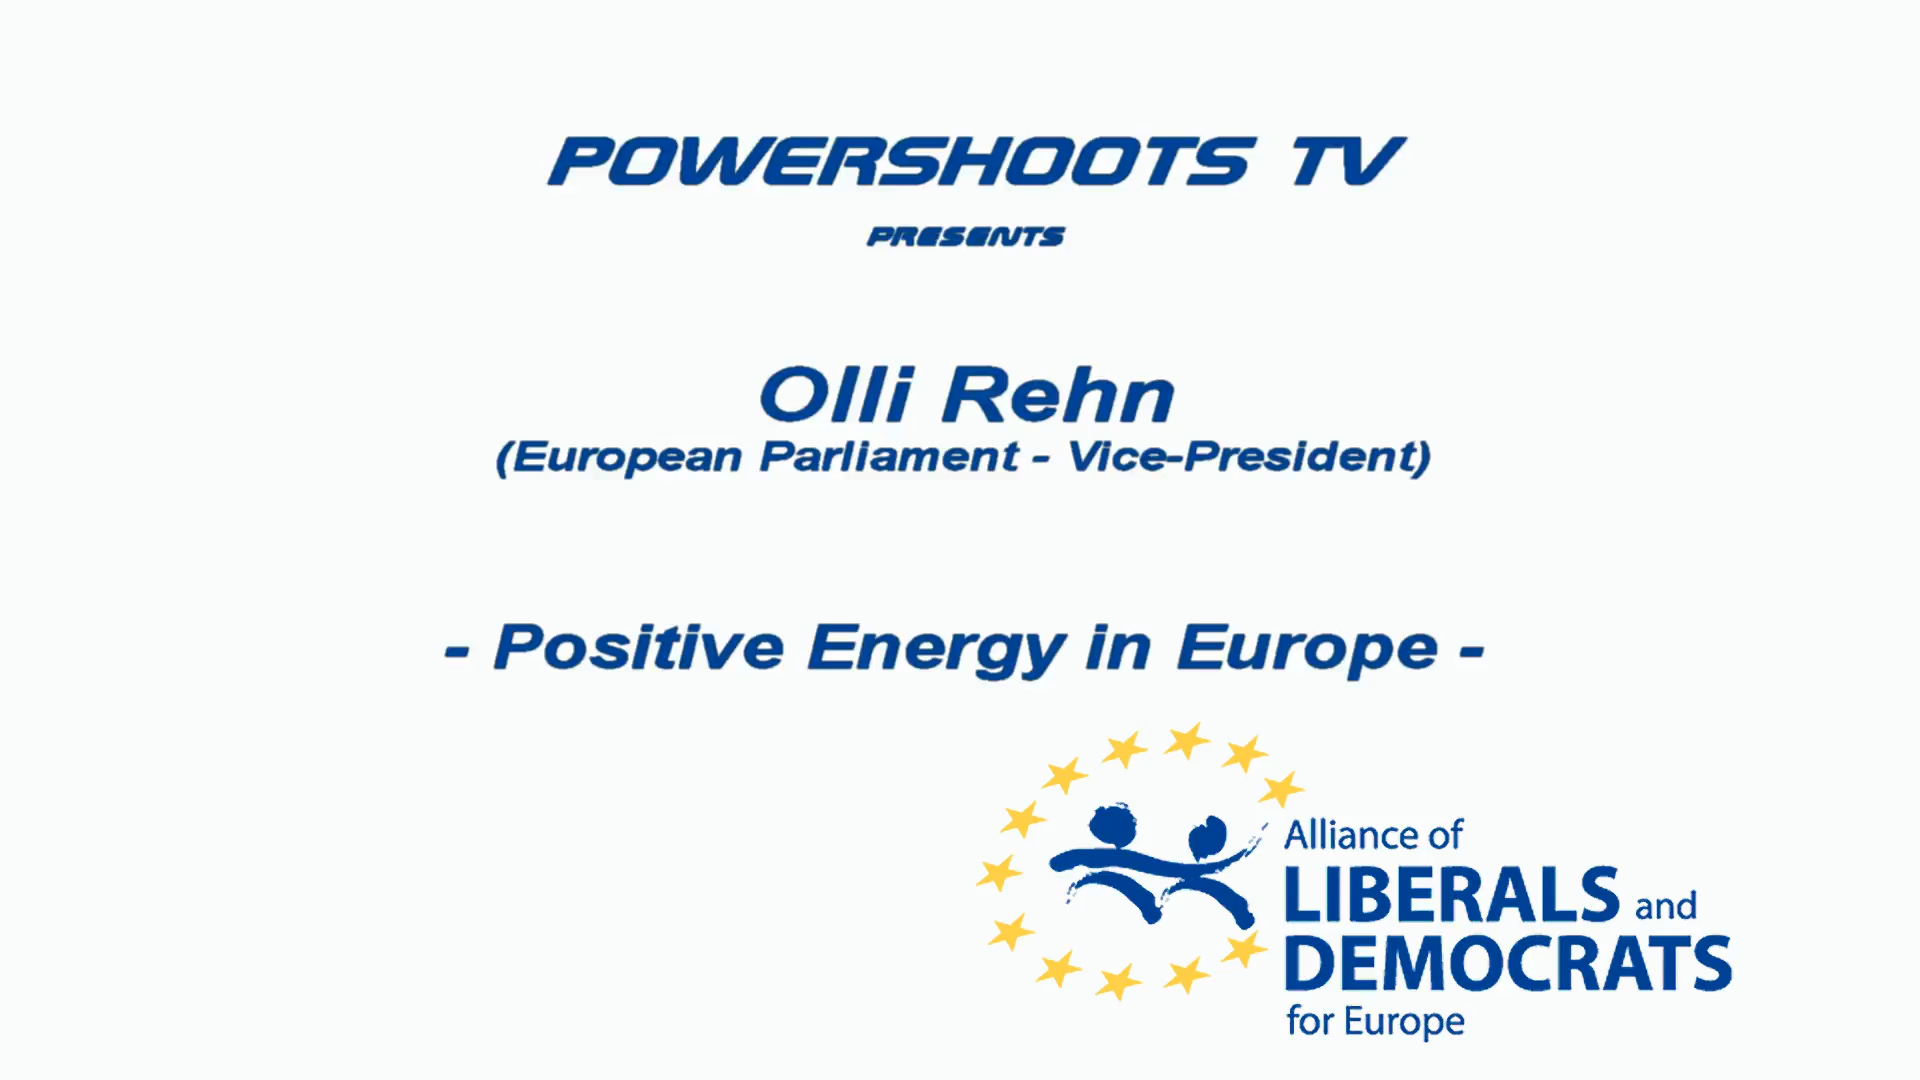 POWERSHOOTS TV
PRESENTS
Olli Rehn
(European Parliament - Vice-President)
- Positive Energy in Europe -
Alliance of
LIBERALS and
DEMOCRATS
for Europe